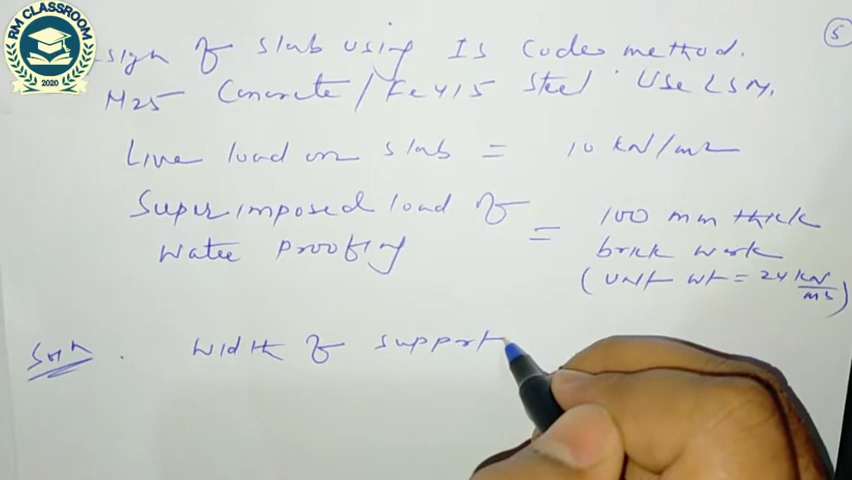 RM CLASSROOM
2020
5
sign of slab using Is Codes method.
M25 Concrete/Fe415 Steel. Use LSM.
Live load on slab = 10 kN/m2
Superimposed load of
Water Proofing
= 100 mm thick
brick work
(Unit wt = 24 kN/m3)
Soln. Width of support